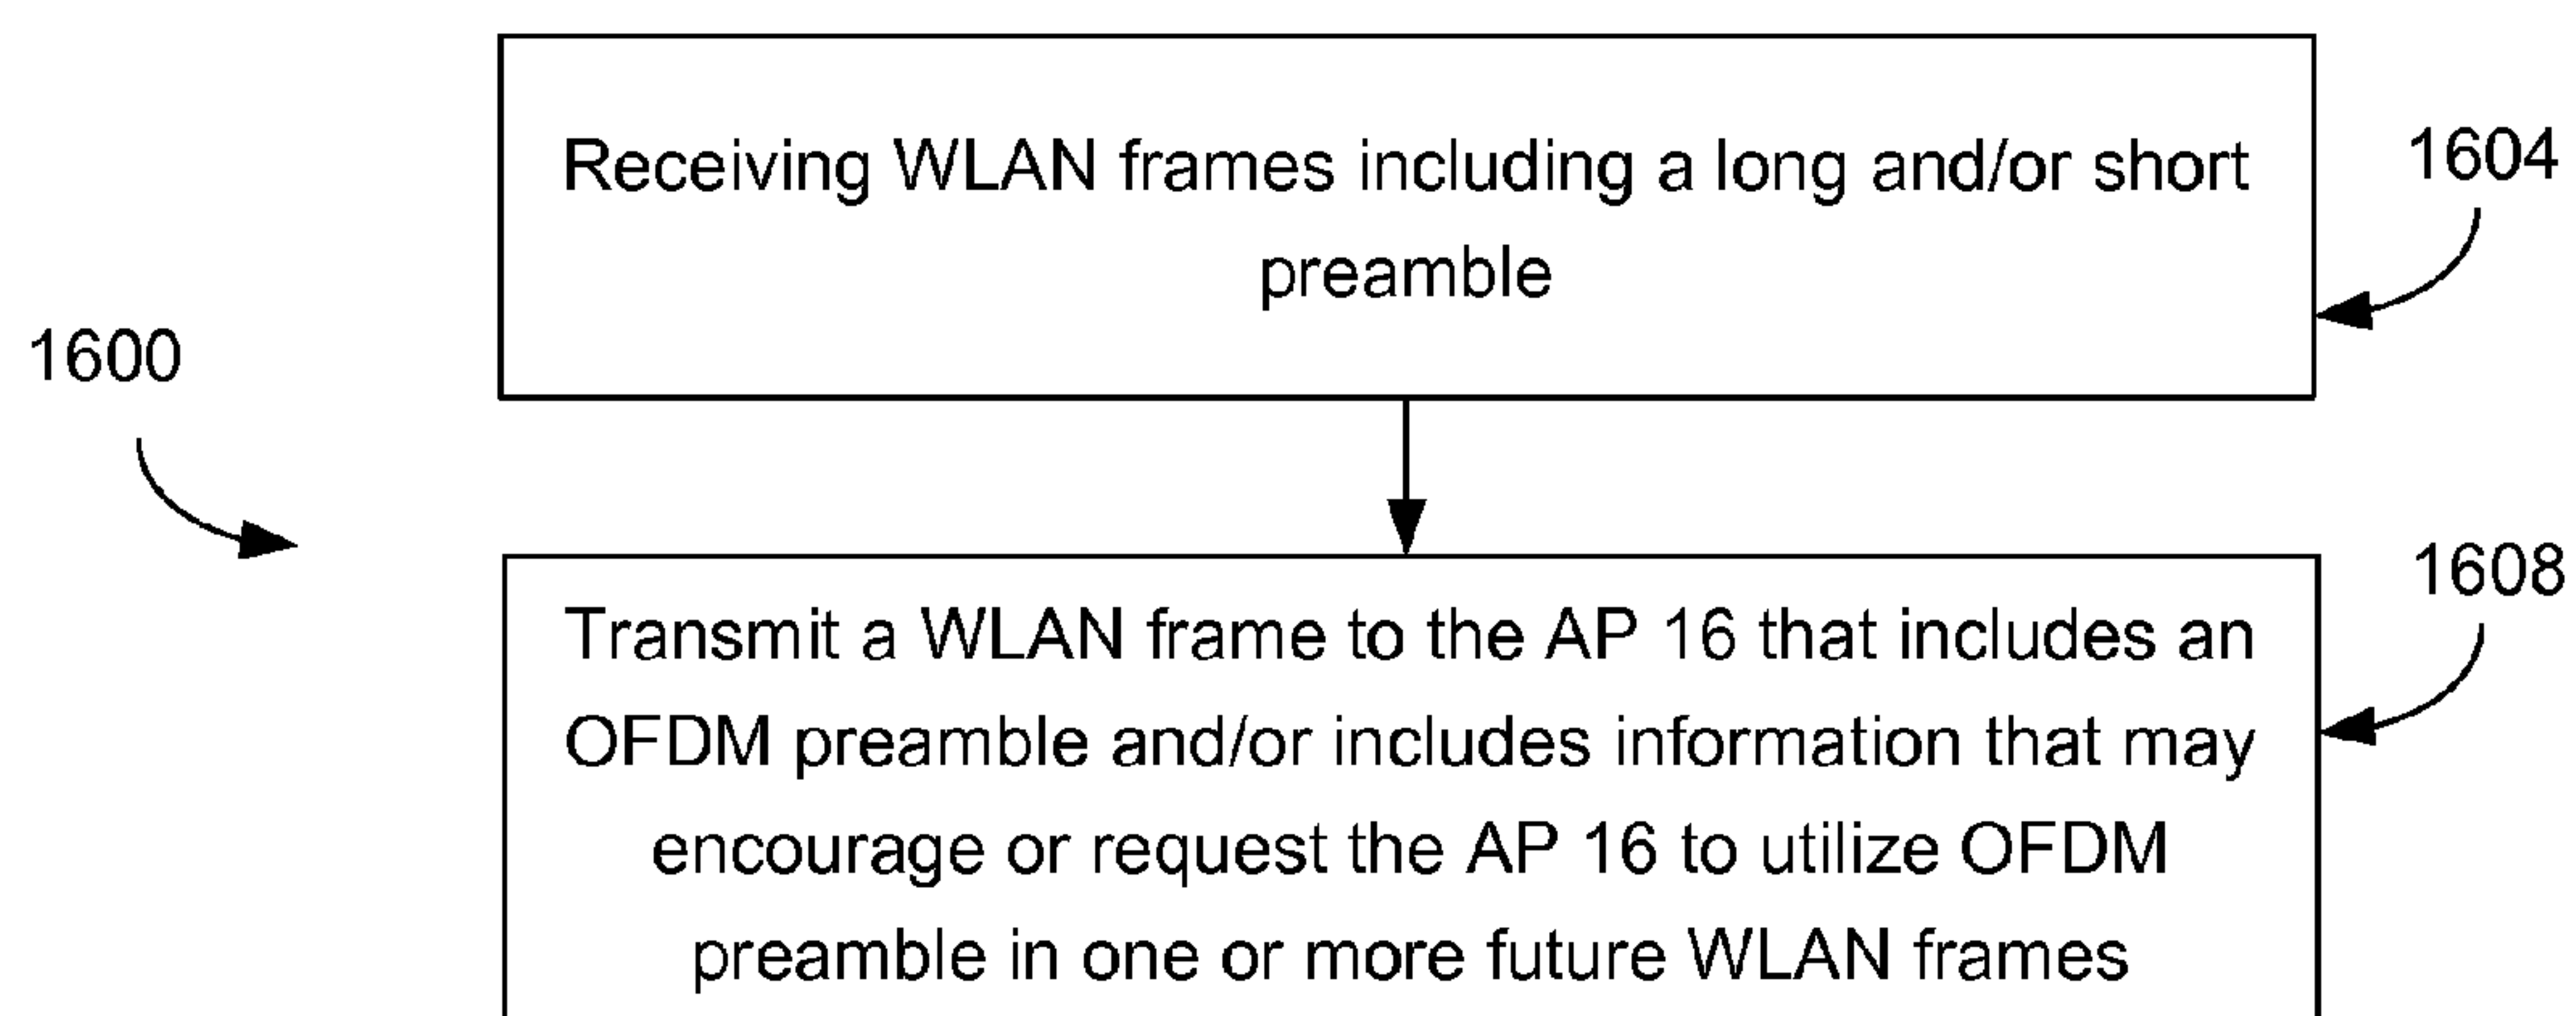 Receiving WLAN frames including a long and/or short
preamble
1604
1600
Transmit a WLAN frame to the AP 16 that includes an
OFDM preamble and/or includes information that may
encourage or request the AP 16 to utilize OFDM
preamble in one or more future WLAN frames
1608